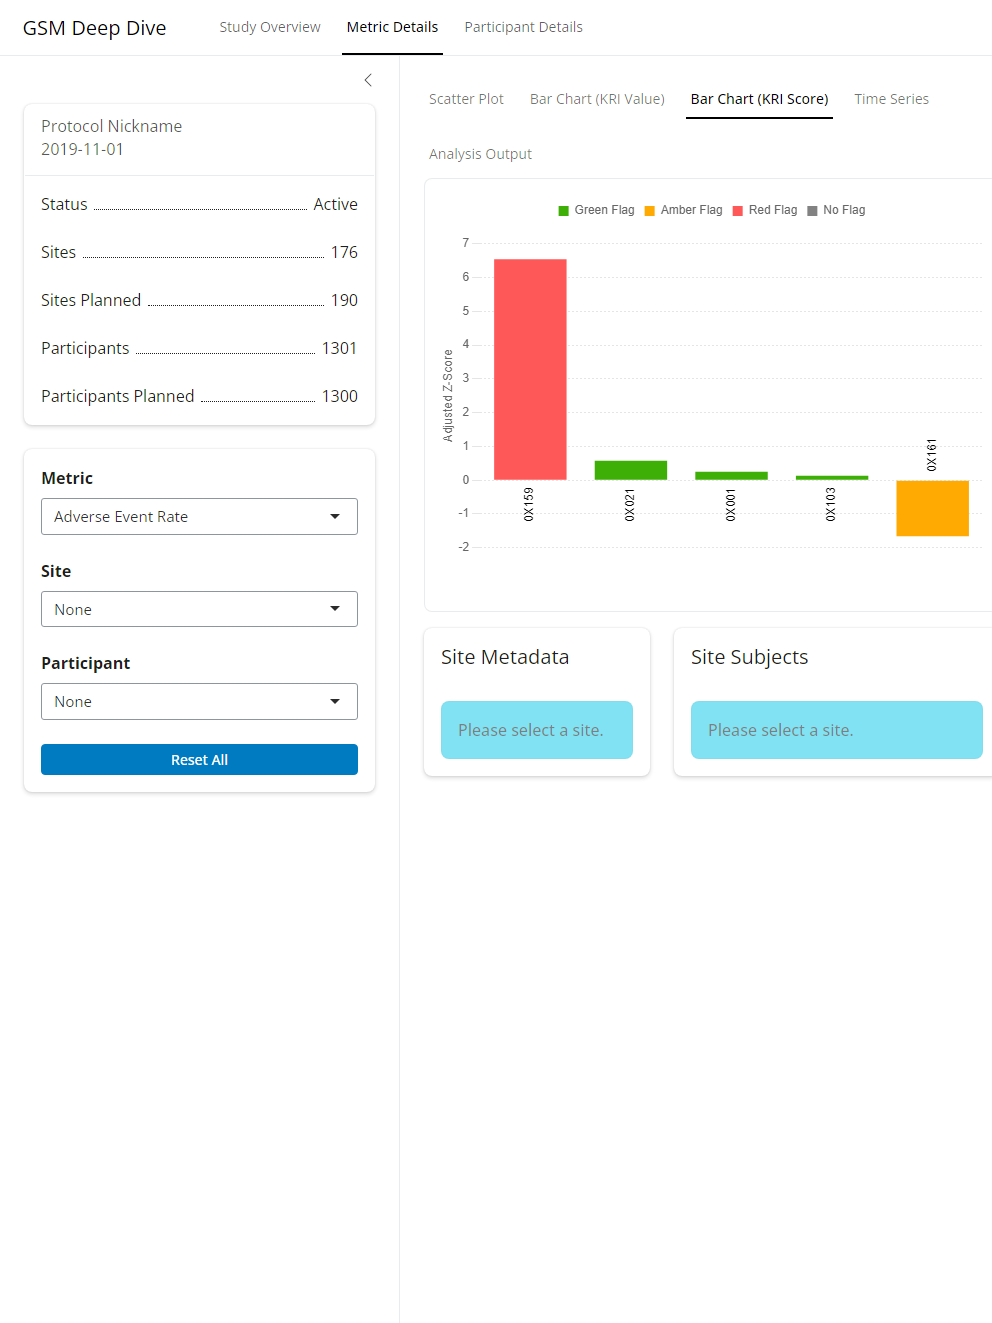 GSM Deep Dive
Study Overview
Metric Details
Participant Details
Protocol Nickname
2019-11-01
Status Active
Sites 176
Sites Planned 190
Participants 1301
Participants Planned 1300
Metric
Adverse Event Rate
Site
None
Participant
None
Reset All
Scatter Plot
Bar Chart (KRI Value)
Bar Chart (KRI Score)
Time Series
Analysis Output
Green Flag
Amber Flag
Red Flag
No Flag
Adjusted Z-Score
7
6
5
4
3
2
1
0
-1
-2
0X159
0X021
0X001
0X103
0X161
Site Metadata
Please select a site.
Site Subjects
Please select a site.